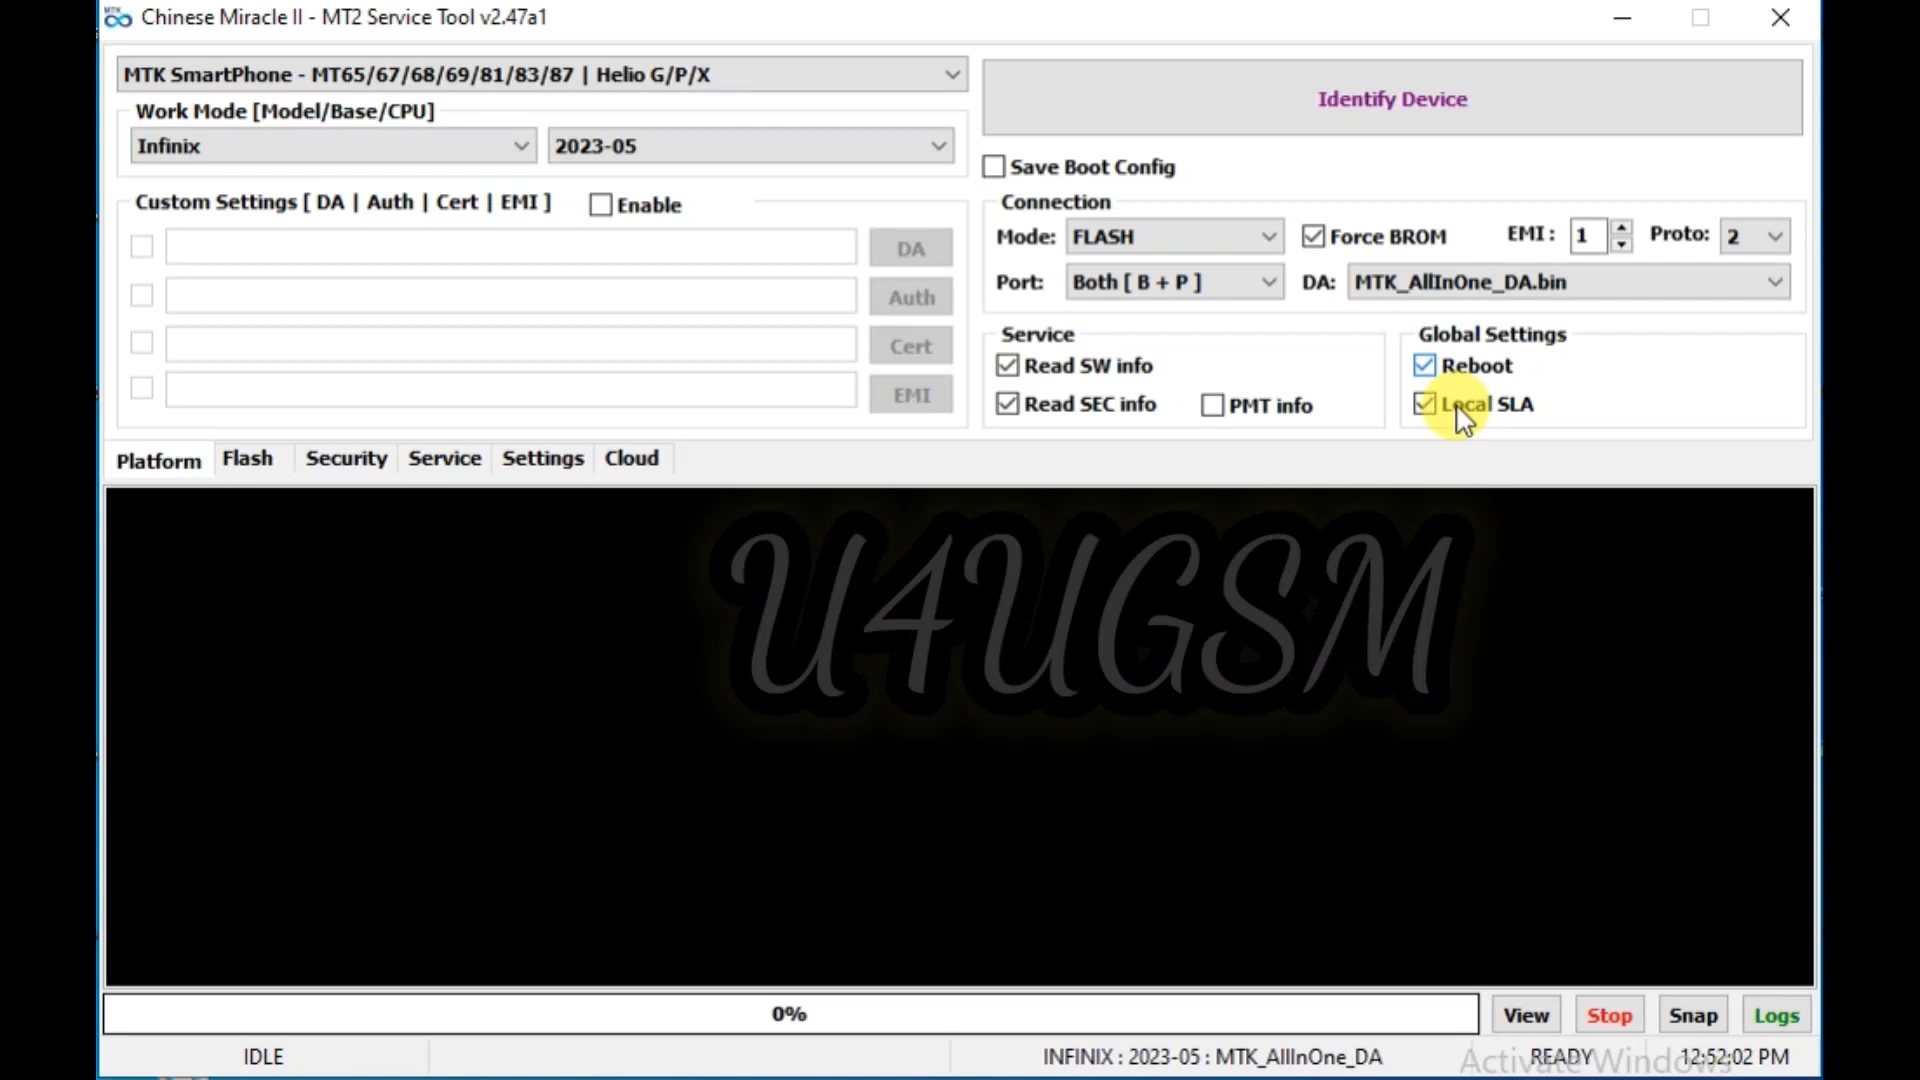 MTK
Chinese Miracle II - MT2 Service Tool v2.47a1
MTK SmartPhone - MT65/67/68/69/81/83/87 | Helio G/P/X
Identify Device
Work Mode [Model/Base/CPU]
Infinix
2023-05
Save Boot Config
Custom Settings [ DA | Auth | Cert | EMI ]
Enable
DA
Auth
Cert
EMI
Connection
Mode: FLASH
Force BROM
EMI: 1
Proto: 2
Port: Both [ B + P ]
DA: MTK_AllInOne_DA.bin
Service
Read SW info
Read SEC info
PMT info
Global Settings
Reboot
Local SLA
Platform
Flash
Security
Service
Settings
Cloud
U4UGSM
0%
View
Stop
Snap
Logs
IDLE
INFINIX : 2023-05 : MTK_AllInOne_DA
READY
12:52:02 PM
Activate Windows